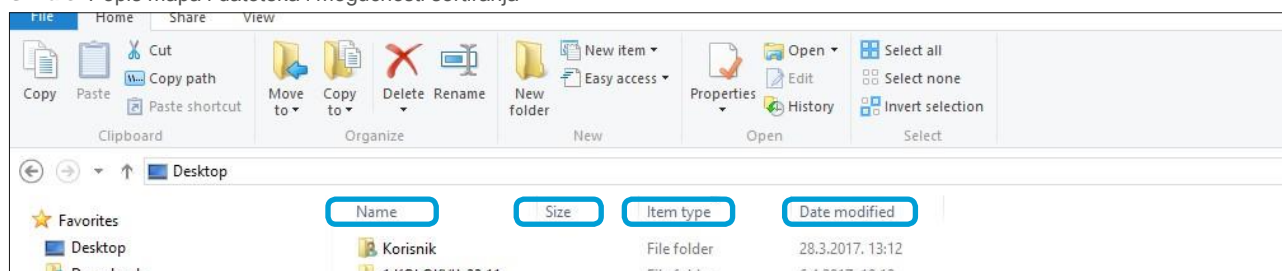 Popis mapa i datoteka i mogućnosti sortiranja
File Home Share View
Copy Paste Cut Copy path Paste shortcut
Move to Copy to Delete Rename
New folder New item Easy access
Properties Open Edit History
Select all Select none Invert selection
Clipboard Organize New Open Select
Desktop
Name Size Item type Date modified
Favorites
Desktop
Korisnik File folder 28.3.2017. 13:12